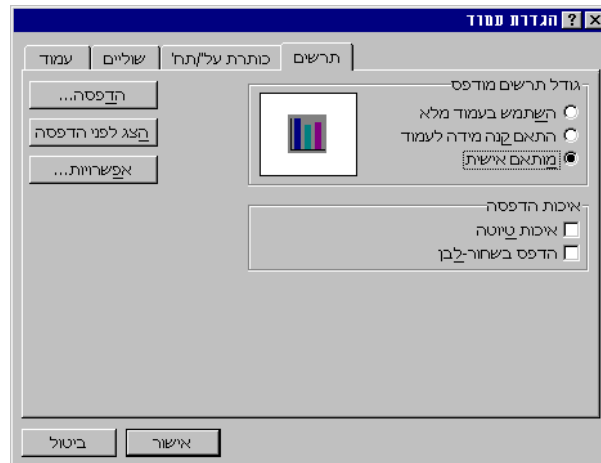 הגדרת עמוד
עמוד
שוליים
כותרת על'/תח'
תרשים
גודל תרשים מודפס
השתמש בעמוד מלא
התאם קנה מידה לעמוד
מותאם אישית
איכות הדפסה
איכות טיוטה
הדפס בשחור-לבן
הדפסה...
הצג לפני הדפסה
אפשרויות...
אישור
ביטול